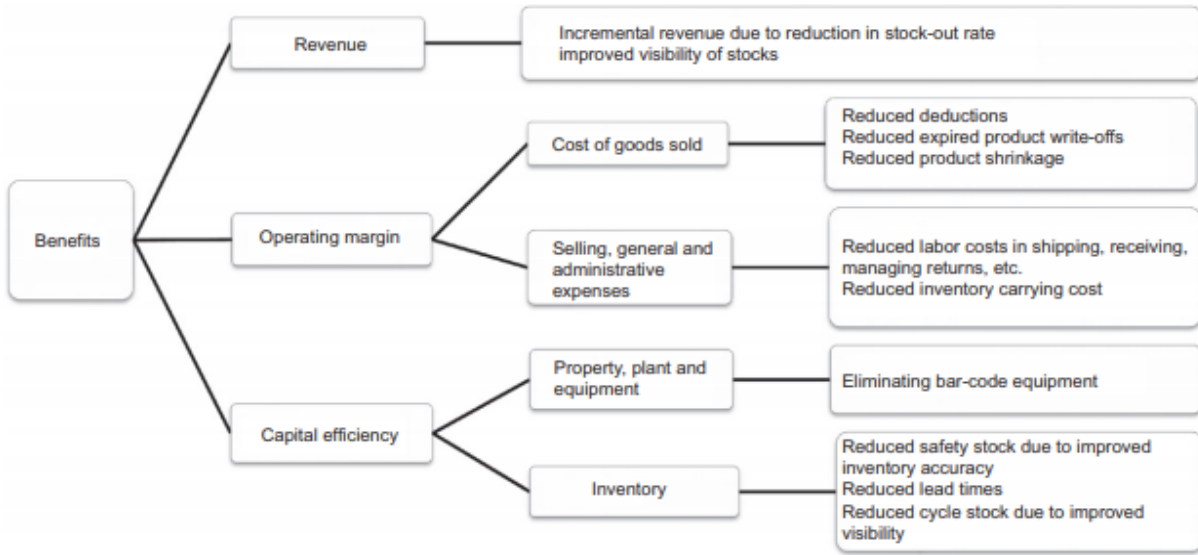 Revenue
Incremental revenue due to reduction in stock-out rate
improved visibility of stocks
Benefits
Operating margin
Cost of goods sold
Reduced deductions
Reduced expired product write-offs
Reduced product shrinkage
Selling, general and
administrative
expenses
Reduced labor costs in shipping, receiving,
managing returns, etc.
Reduced inventory carrying cost
Capital efficiency
Property, plant and
equipment
Eliminating bar-code equipment
Inventory
Reduced safety stock due to improved
inventory accuracy
Reduced lead times
Reduced cycle stock due to improved
visibility